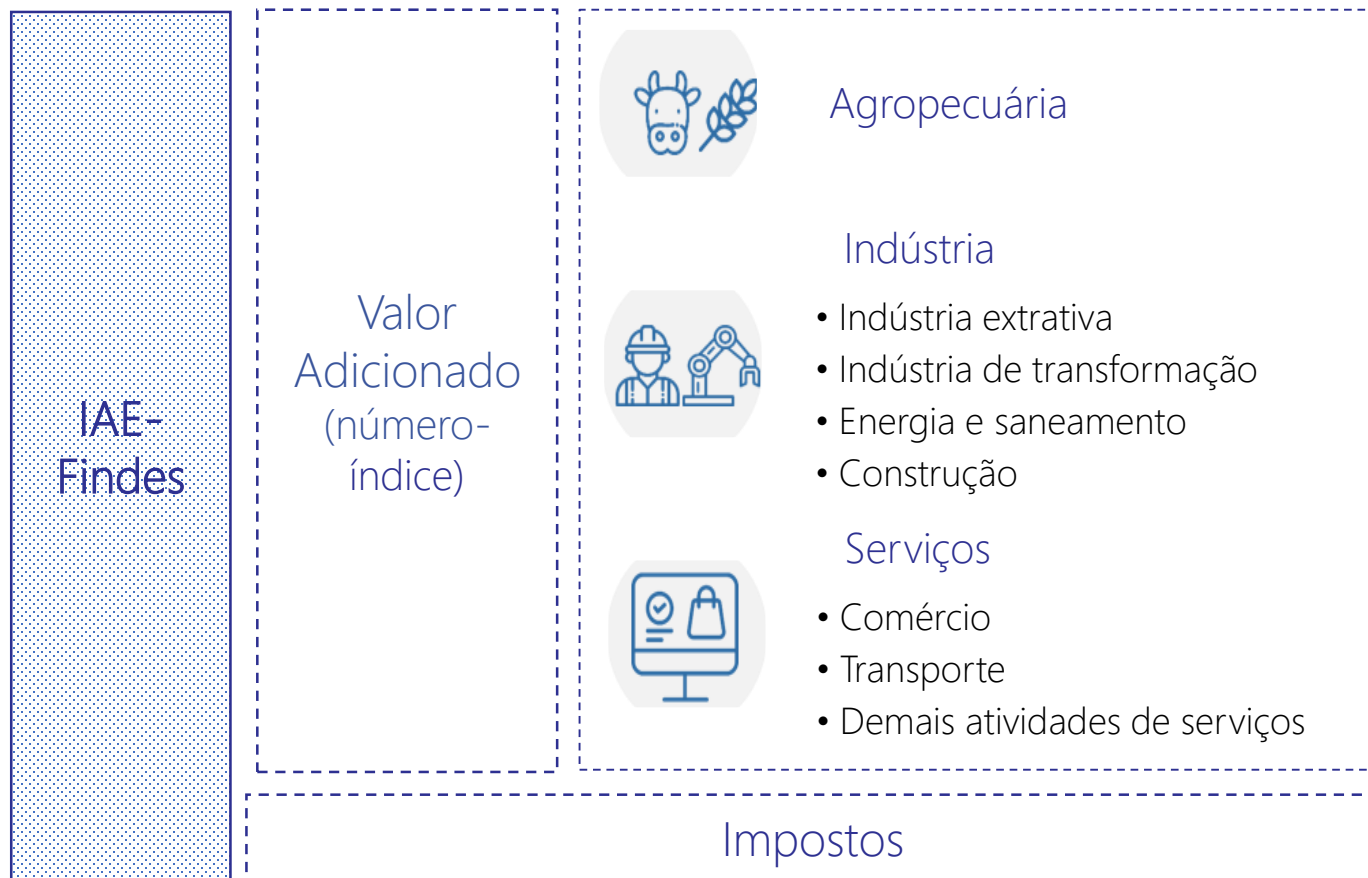 IAE-
Findes
Valor
Adicionado
(número-
índice)
Agropecuária
Indústria
• Indústria extrativa
• Indústria de transformação
• Energia e saneamento
• Construção
Serviços
• Comércio
• Transporte
• Demais atividades de serviços
Impostos